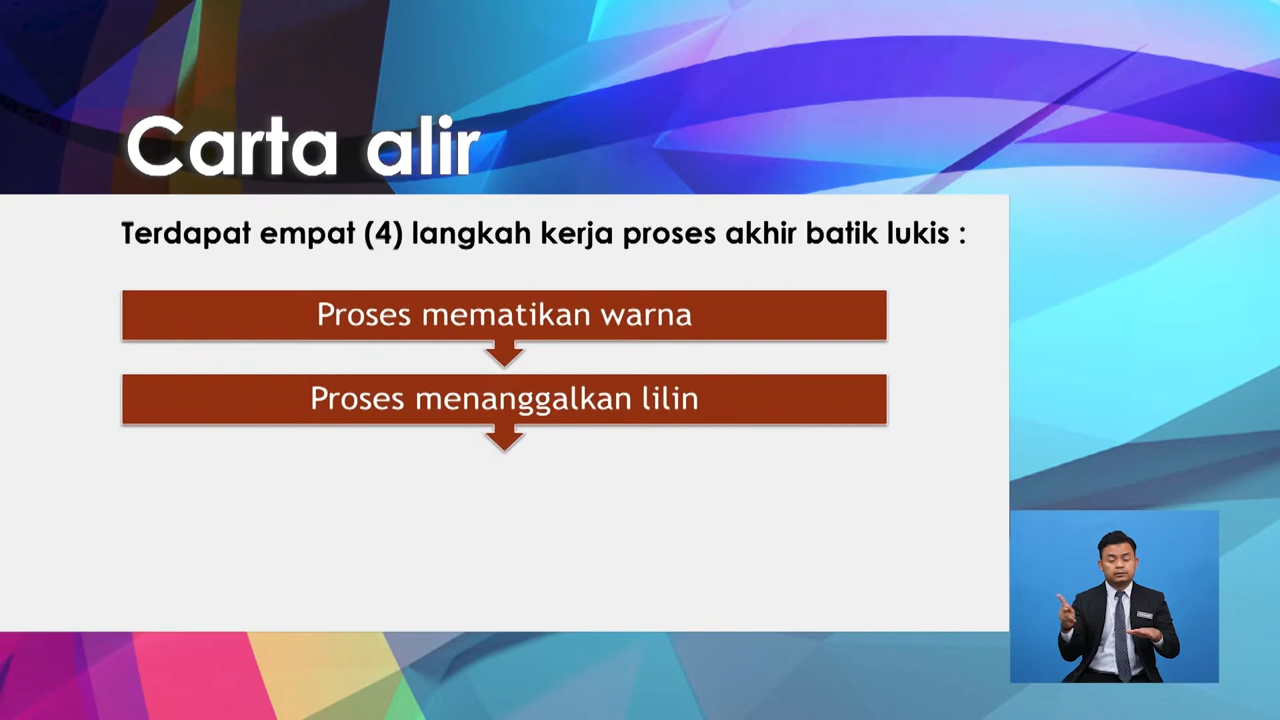 Carta alir
Terdapat empat (4) langkah kerja proses akhir batik lukis :
Proses mematikan warna
Proses menanggalkan lilin